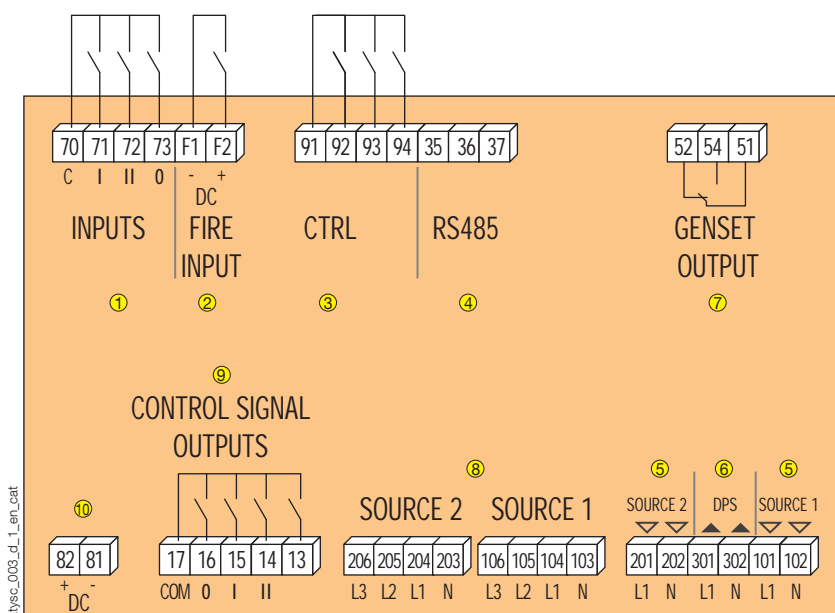 70 71 72 73 F1 F2
91 92 93 94 35 36 37
52 54 51
C I II 0 - +
DC
INPUTS FIRE INPUT
CTRL RS485
GENSET OUTPUT
1 2 3 4 7
9
CONTROL SIGNAL
OUTPUTS
10 8 5 6 5
SOURCE 2 SOURCE 1
SOURCE 2 DPS SOURCE 1
82 81
17 16 15 14 13
206 205 204 203 106 105 104 103
201 202 301 302 101 102
+ -
DC
COM 0 I II
L3 L2 L1 N L3 L2 L1 N
L1 N L1 N L1 N
tysc_003_d_1_en_cat